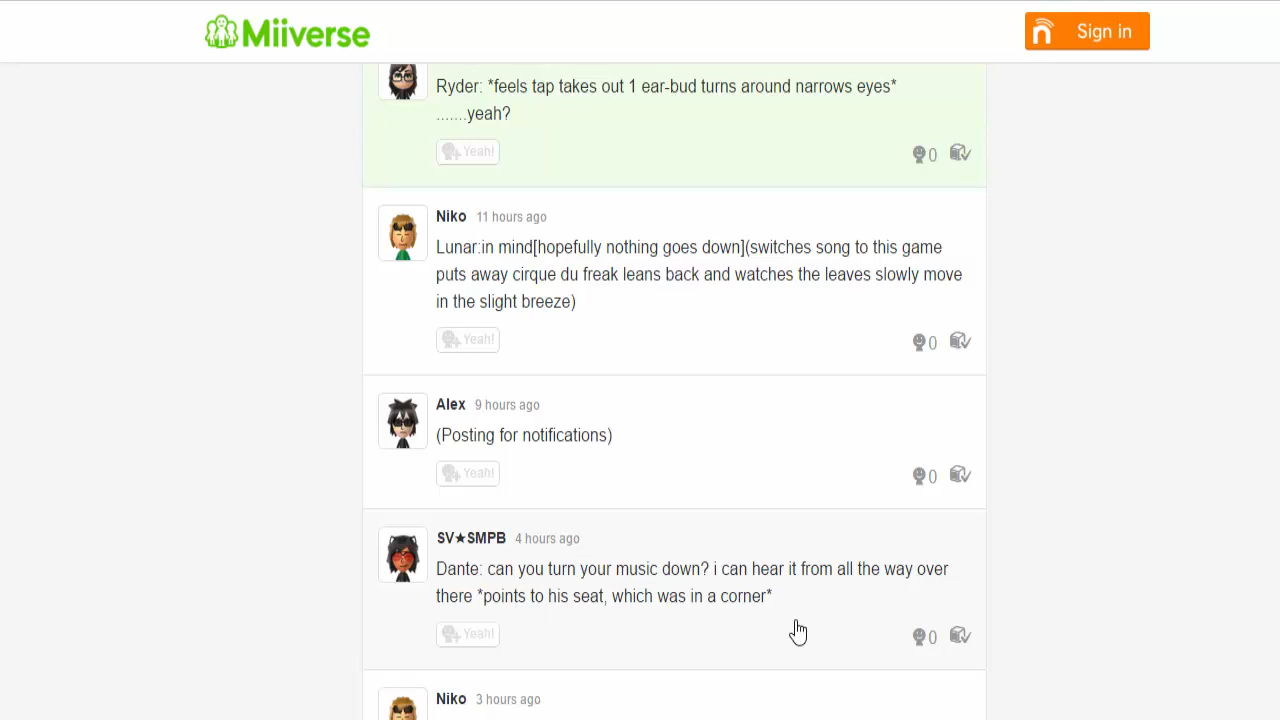 Miiverse
Sign in
Ryder: *feels tap takes out 1 ear-bud turns around narrows eyes*
.......yeah?
Yeah!
0
Niko 11 hours ago
Lunar:in mind[hopefully nothing goes down](switches song to this game
puts away cirque du freak leans back and watches the leaves slowly move
in the slight breeze)
Yeah!
0
Alex 9 hours ago
(Posting for notifications)
Yeah!
0
SV★SMPB 4 hours ago
Dante: can you turn your music down? i can hear it from all the way over
there *points to his seat, which was in a corner*
Yeah!
0
Niko 3 hours ago